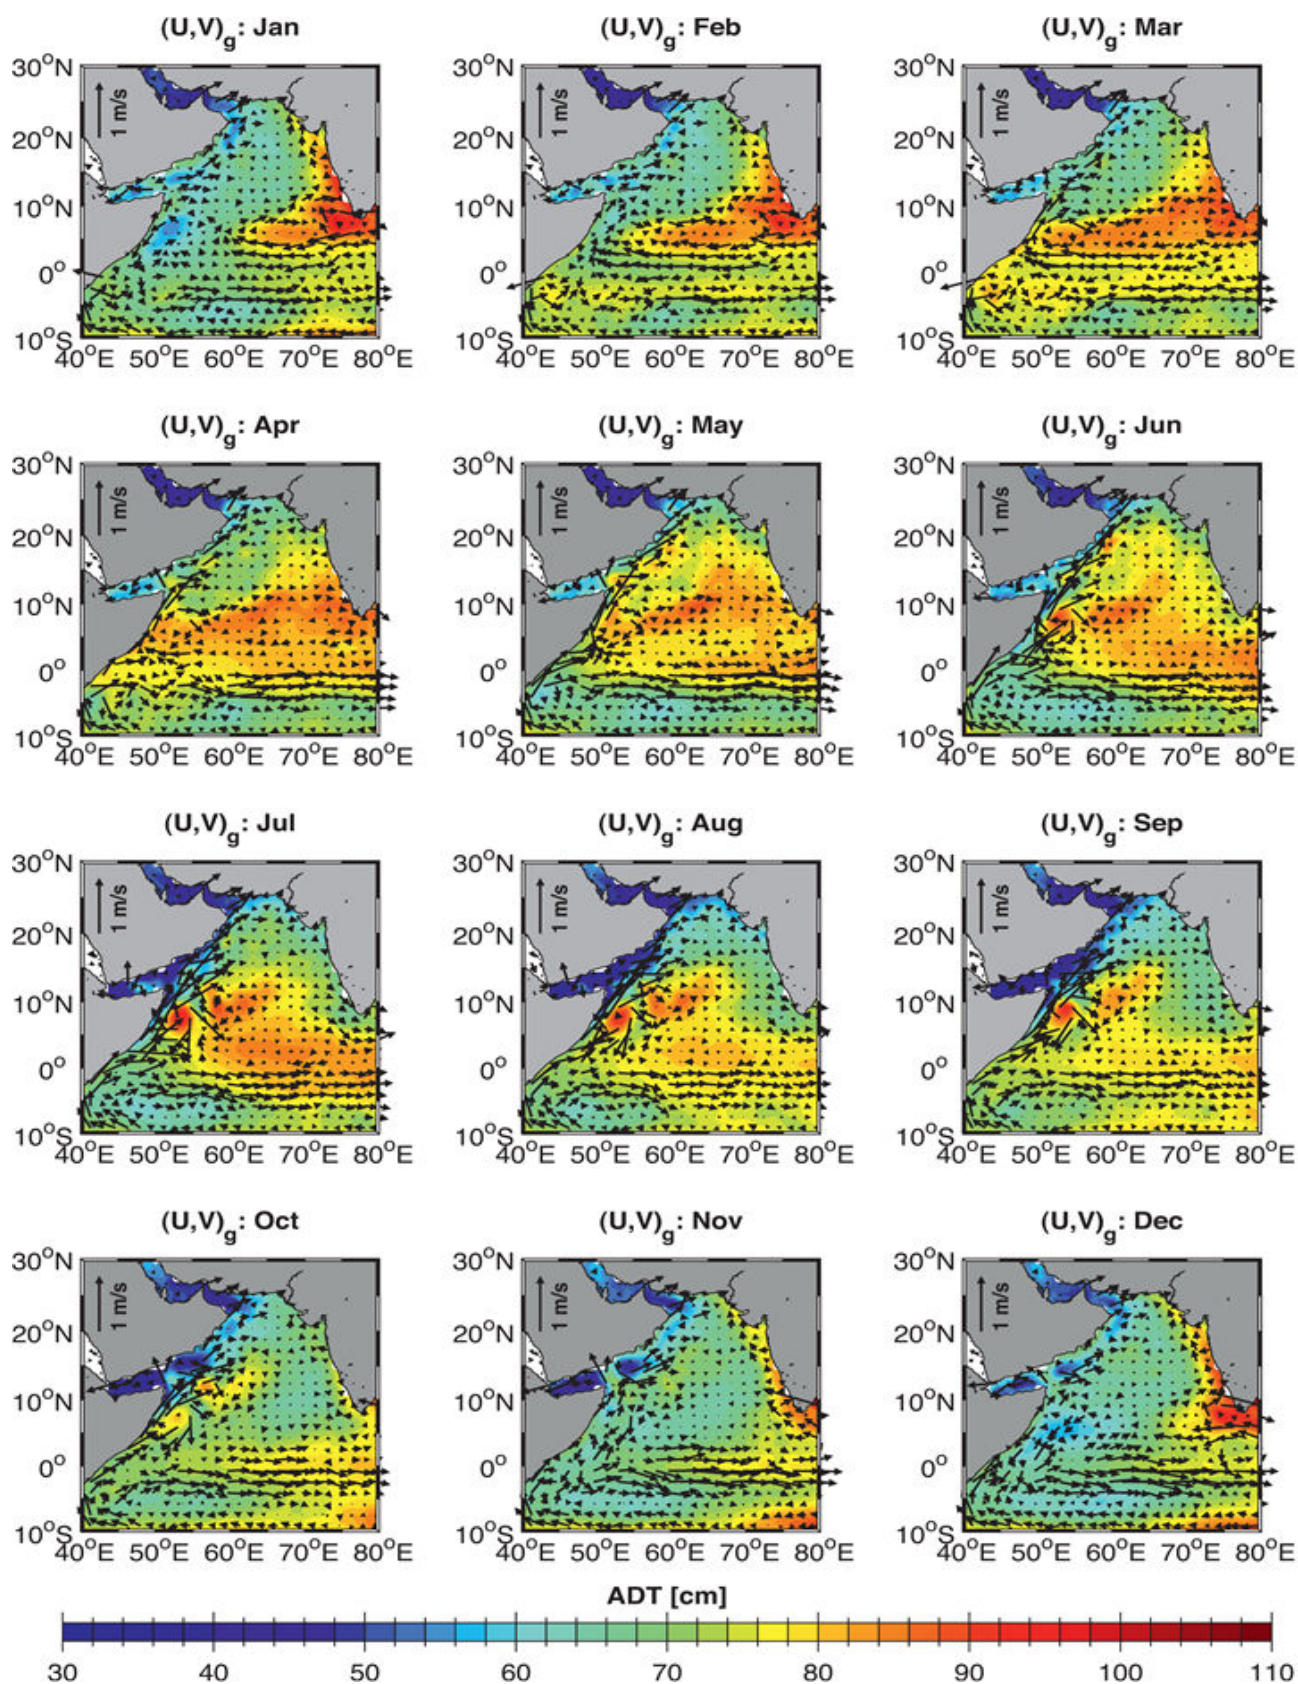 (U,V)g: Jan (U,V)g: Feb (U,V)g: Mar
30°N 30°N 30°N
1 m/s 1 m/s 1 m/s
20°N 20°N 20°N
10°N 10°N 10°N
0° 0° 0°
10°S 10°S 10°S
40°E 50°E 60°E 70°E 80°E 40°E 50°E 60°E 70°E 80°E 40°E 50°E 60°E 70°E 80°E
(U,V)g: Apr (U,V)g: May (U,V)g: Jun
30°N 30°N 30°N
1 m/s 1 m/s 1 m/s
20°N 20°N 20°N
10°N 10°N 10°N
0° 0° 0°
10°S 10°S 10°S
40°E 50°E 60°E 70°E 80°E 40°E 50°E 60°E 70°E 80°E 40°E 50°E 60°E 70°E 80°E
(U,V)g: Jul (U,V)g: Aug (U,V)g: Sep
30°N 30°N 30°N
1 m/s 1 m/s 1 m/s
20°N 20°N 20°N
10°N 10°N 10°N
0° 0° 0°
10°S 10°S 10°S
40°E 50°E 60°E 70°E 80°E 40°E 50°E 60°E 70°E 80°E 40°E 50°E 60°E 70°E 80°E
(U,V)g: Oct (U,V)g: Nov (U,V)g: Dec
30°N 30°N 30°N
1 m/s 1 m/s 1 m/s
20°N 20°N 20°N
10°N 10°N 10°N
0° 0° 0°
10°S 10°S 10°S
40°E 50°E 60°E 70°E 80°E 40°E 50°E 60°E 70°E 80°E 40°E 50°E 60°E 70°E 80°E
ADT [cm]
30 40 50 60 70 80 90 100 110